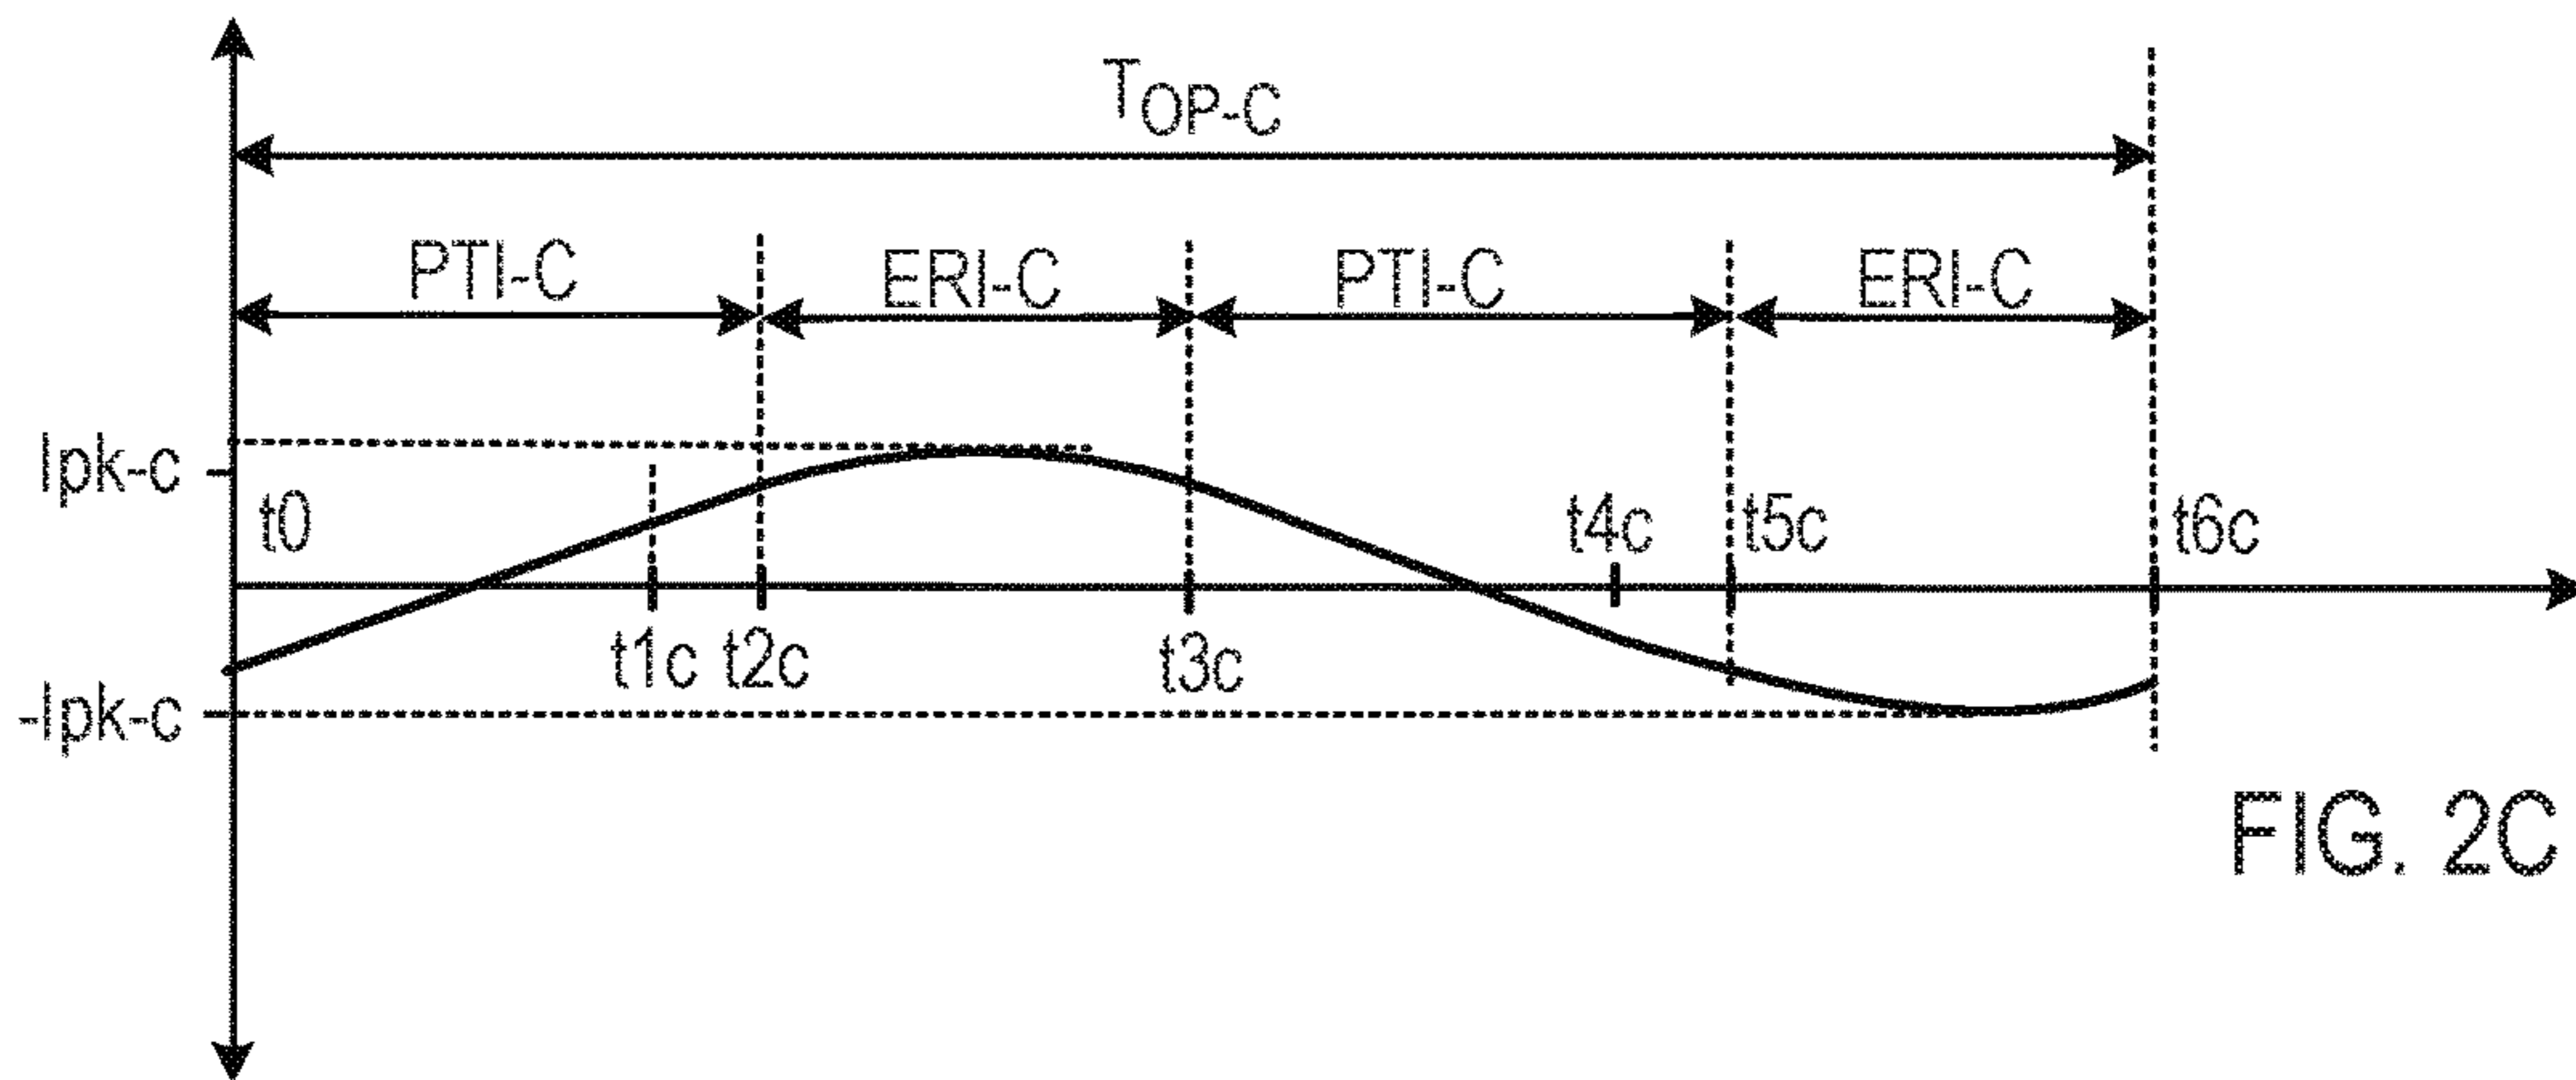 TOP-C
PTI-C ERI-C PTI-C ERI-C
Ipk-c
t0 t4c t5c t6c
t1c t2c t3c
-Ipk-c
FIG. 2C